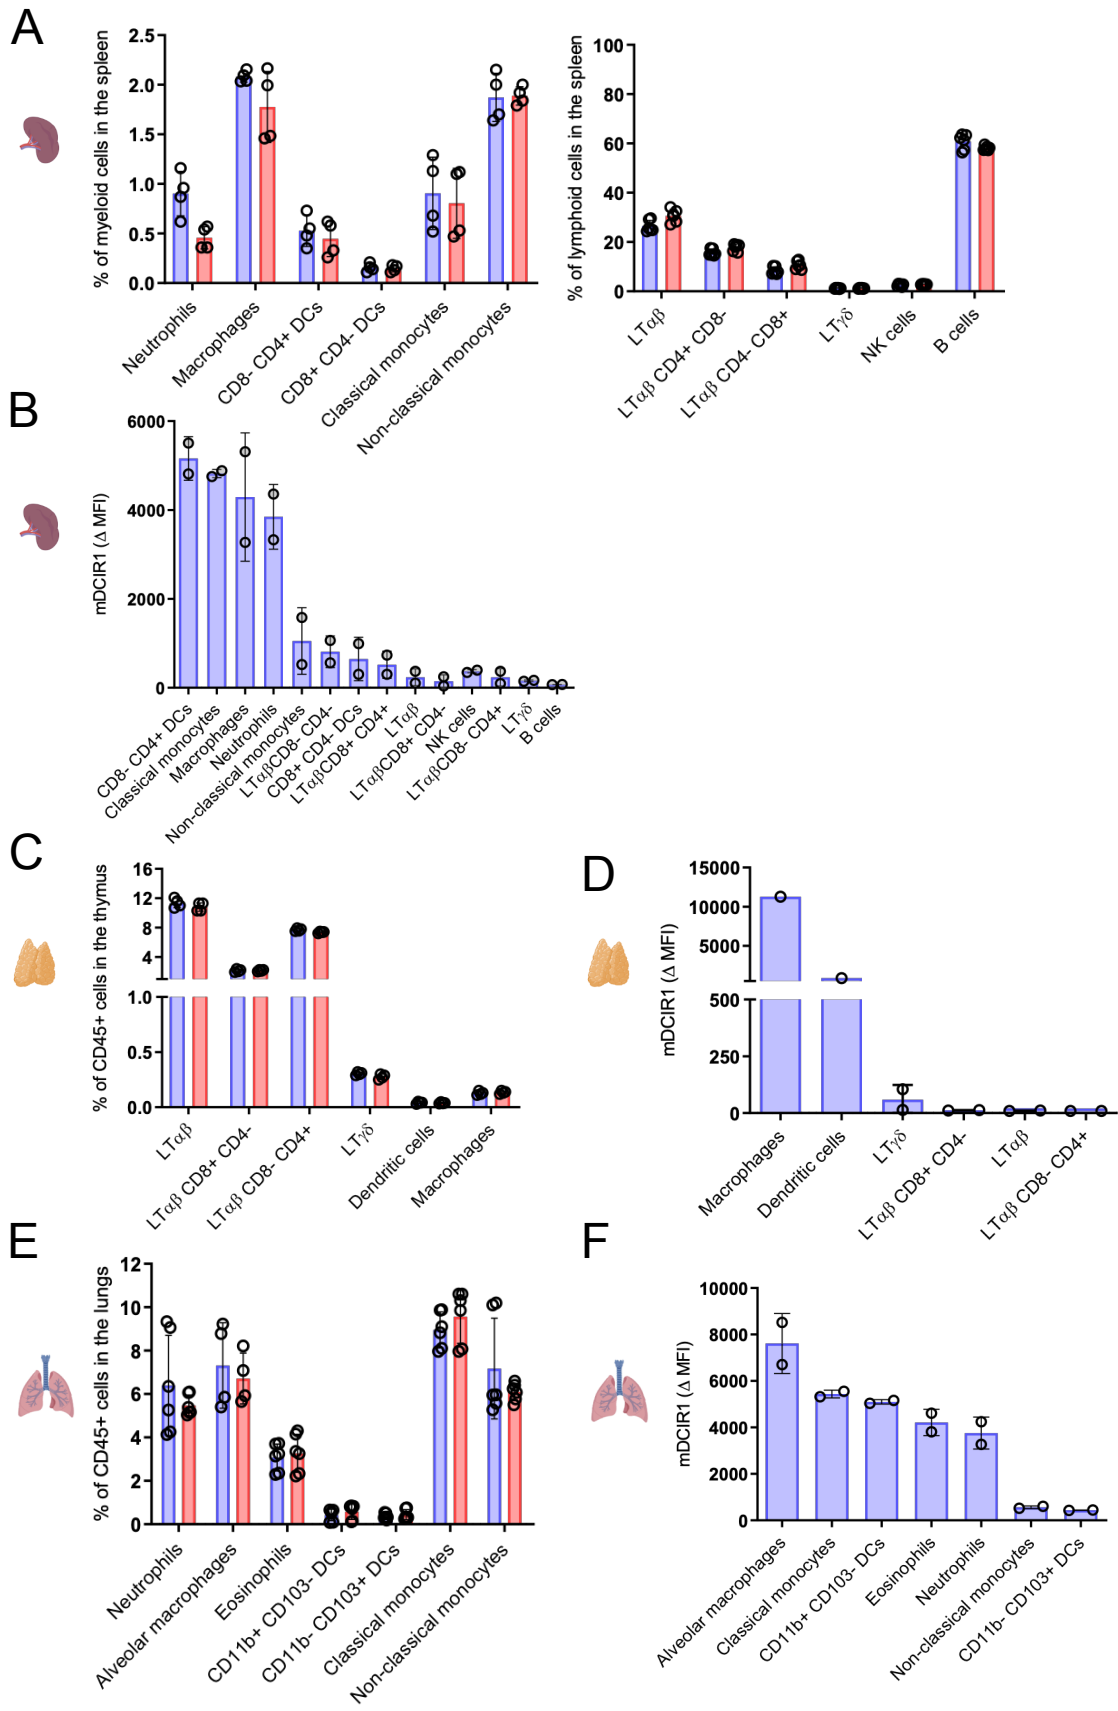 A
% of myeloid cells in the spleen
2.5
2.0
1.5
1.0
0.5
0.0
Neutrophils
Macrophages
CD8- CD4+ DCs
CD8+ CD4- DCs
Classical monocytes
Non-classical monocytes
% of lymphoid cells in the spleen
100
80
60
40
20
0
LTαβ
LTαβ CD4+ CD8-
LTαβ CD4- CD8+
LTγδ
NK cells
B cells
B
mDCIR1 (Δ MFI)
6000
4000
2000
0
CD8- CD4+ DCs
Classical monocytes
Macrophages
Neutrophils
Non-classical monocytes
LTαβCD8- CD4-
CD8+ CD4- DCs
LTαβCD8+ CD4+
LTαβ
LTαβCD8+ CD4-
NK cells
LTαβCD8- CD4+
LTγδ
B cells
C
% of CD45+ cells in the thymus
16
12
8
4
1.0
0.5
0.0
LTαβ
LTαβ CD8+ CD4-
LTαβ CD8- CD4+
LTγδ
Dendritic cells
Macrophages
D
mDCIR1 (Δ MFI)
15000
10000
5000
500
250
0
Macrophages
Dendritic cells
LTγδ
LTαβ CD8+ CD4-
LTαβ
LTαβ CD8- CD4+
E
% of CD45+ cells in the lungs
12
10
8
6
4
2
0
Neutrophils
Alveolar macrophages
Eosinophils
CD11b+ CD103- DCs
CD11b- CD103+ DCs
Classical monocytes
Non-classical monocytes
F
mDCIR1 (Δ MFI)
10000
8000
6000
4000
2000
0
Alveolar macrophages
Classical monocytes
CD11b+ CD103- DCs
Eosinophils
Neutrophils
Non-classical monocytes
CD11b- CD103+ DCs